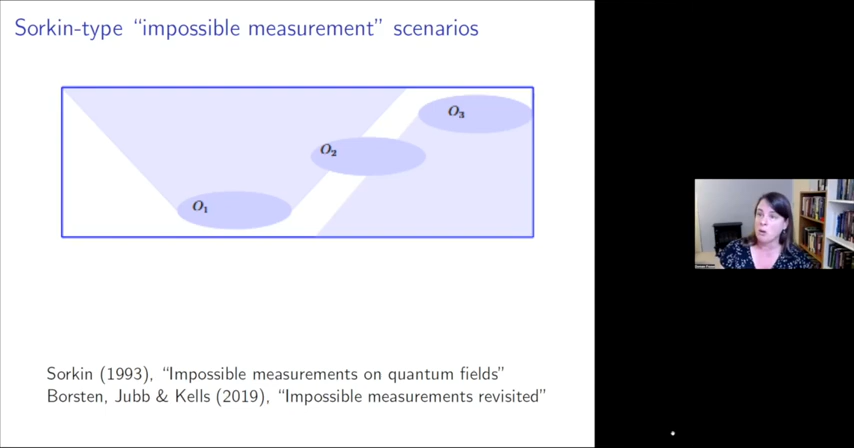 Sorkin-type “impossible measurement” scenarios
O₃
O₂
O₁
Sorkin (1993), “Impossible measurements on quantum fields”
Borsten, Jubb & Kells (2019), “Impossible measurements revisited”